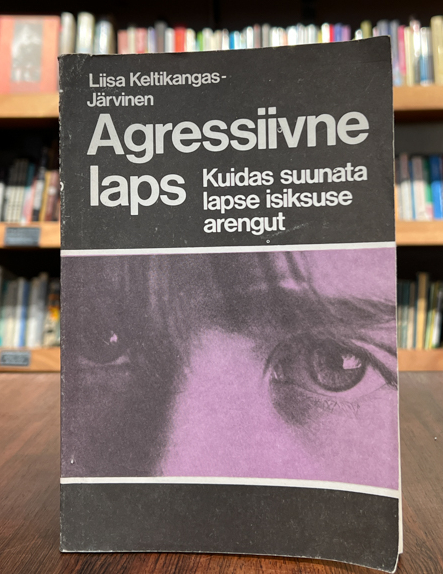 Liisa Keltikangas-
Järvinen
Agressiivne
laps
Kuidas suunata
lapse isiksuse
arengut